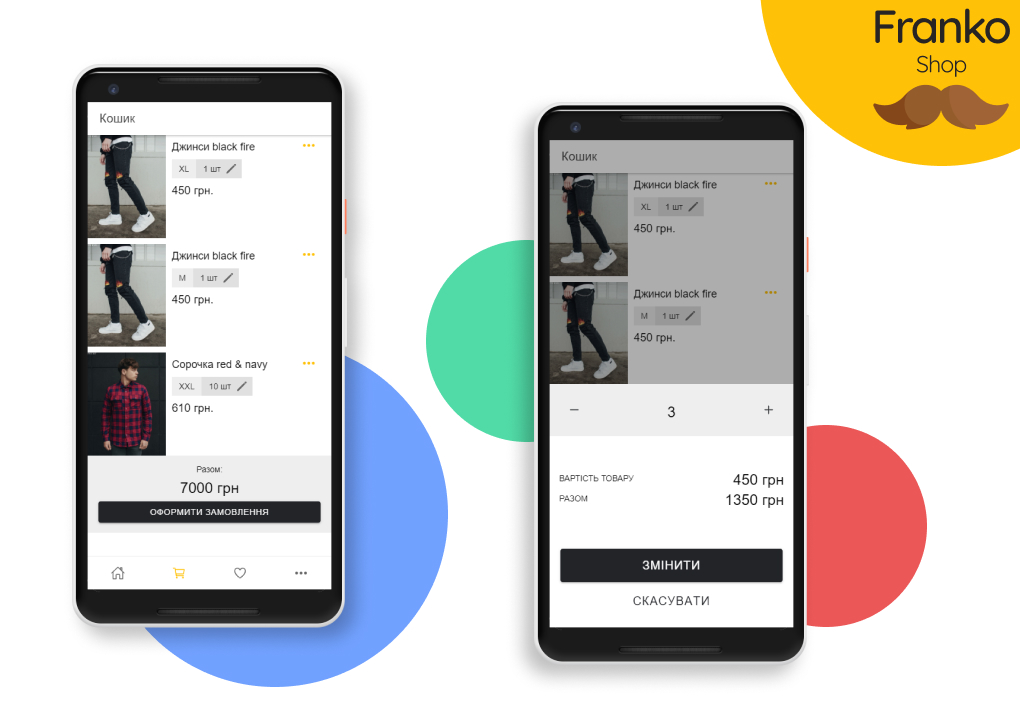 Franko
Shop
Кошик
Джинси black fire
XL 1 шт
450 грн.
Джинси black fire
M 1 шт
450 грн.
Сорочка red & navy
XXL 10 шт
610 грн.
Разом:
7000 грн
ОФОРМИТИ ЗАМОВЛЕННЯ
Кошик
Джинси black fire
XL 1 шт
450 грн.
Джинси black fire
M 1 шт
450 грн.
− 3 +
ВАРТІСТЬ ТОВАРУ 450 грн
РАЗОМ 1350 грн
ЗМІНИТИ
СКАСУВАТИ